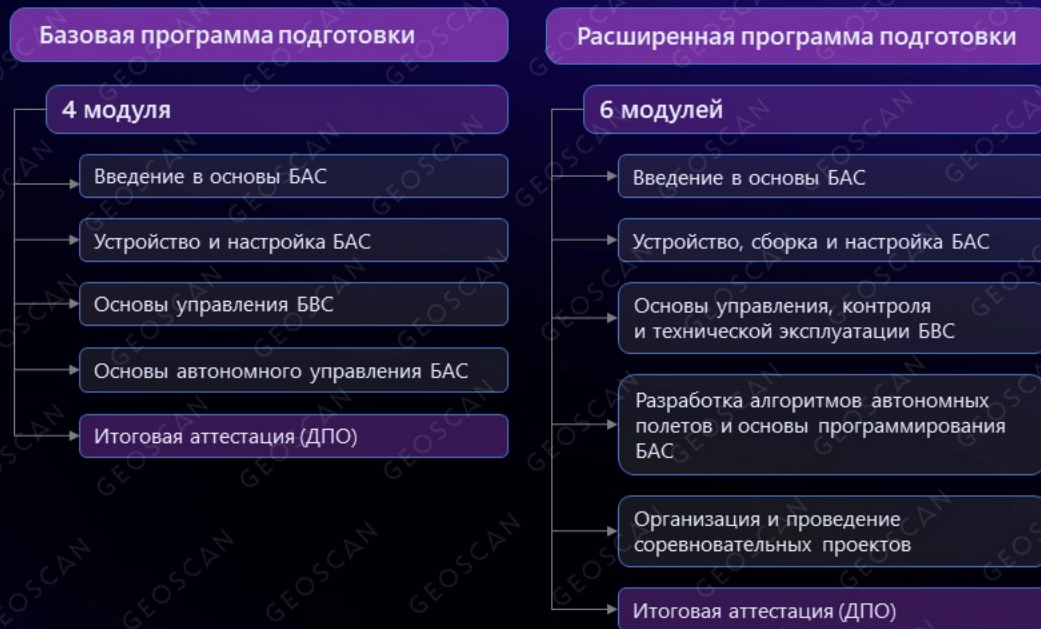 Базовая программа подготовки
4 модуля
Введение в основы БАС
Устройство и настройка БАС
Основы управления БВС
Основы автономного управления БАС
Итоговая аттестация (ДПО)
Расширенная программа подготовки
6 модулей
Введение в основы БАС
Устройство, сборка и настройка БАС
Основы управления, контроля
и технической эксплуатации БВС
Разработка алгоритмов автономных
полетов и основы программирования
БАС
Организация и проведение
соревновательных проектов
Итоговая аттестация (ДПО)
GEOSCAN